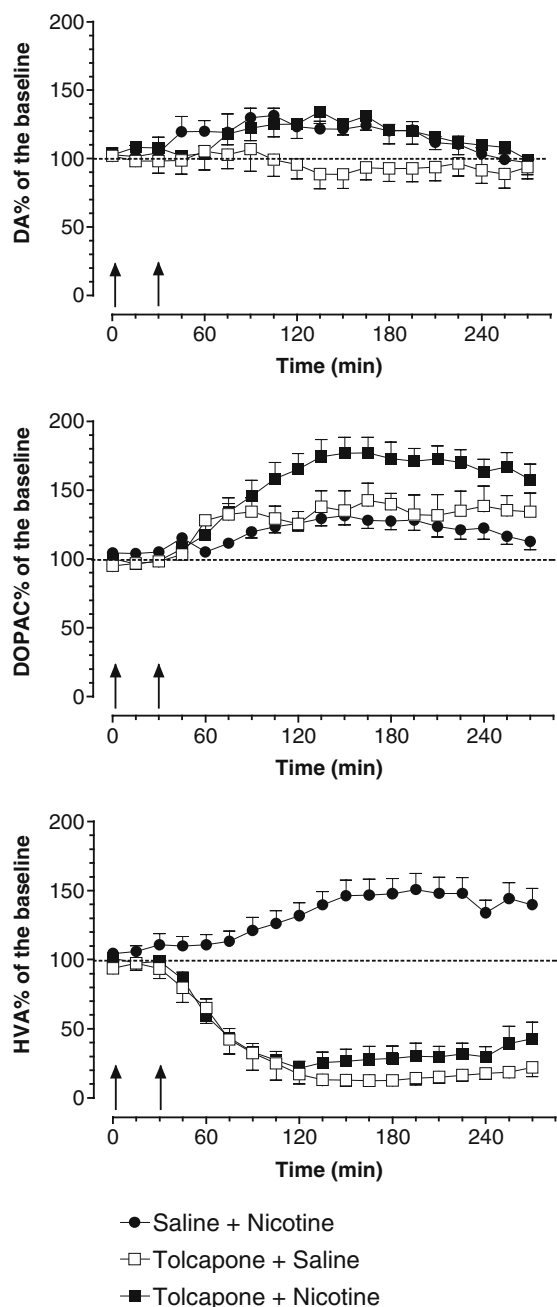 200
150
100
50
0
DA% of the baseline
0 60 120 180 240
Time (min)
200
150
100
50
0
DOPAC% of the baseline
0 60 120 180 240
Time (min)
200
150
100
50
0
HVA% of the baseline
0 60 120 180 240
Time (min)
Saline + Nicotine
Tolcapone + Saline
Tolcapone + Nicotine